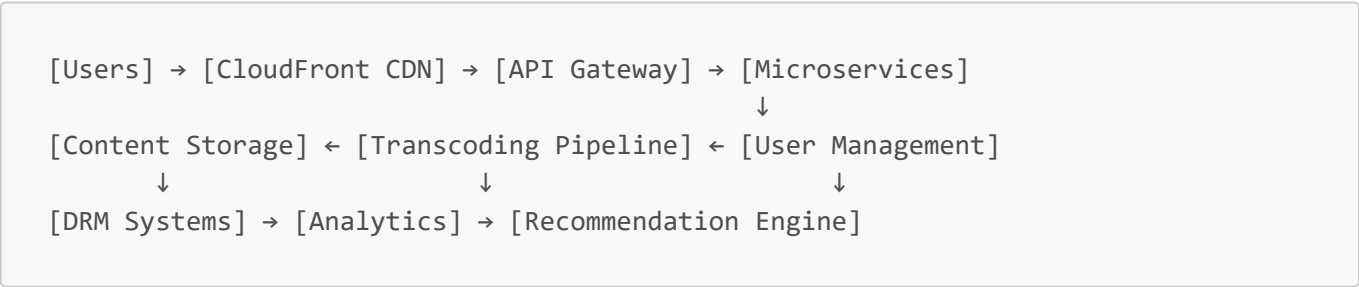 [Users] → [CloudFront CDN] → [API Gateway] → [Microservices]
↓
[Content Storage] ← [Transcoding Pipeline] ← [User Management]
↓ ↓ ↓
[DRM Systems] → [Analytics] → [Recommendation Engine]